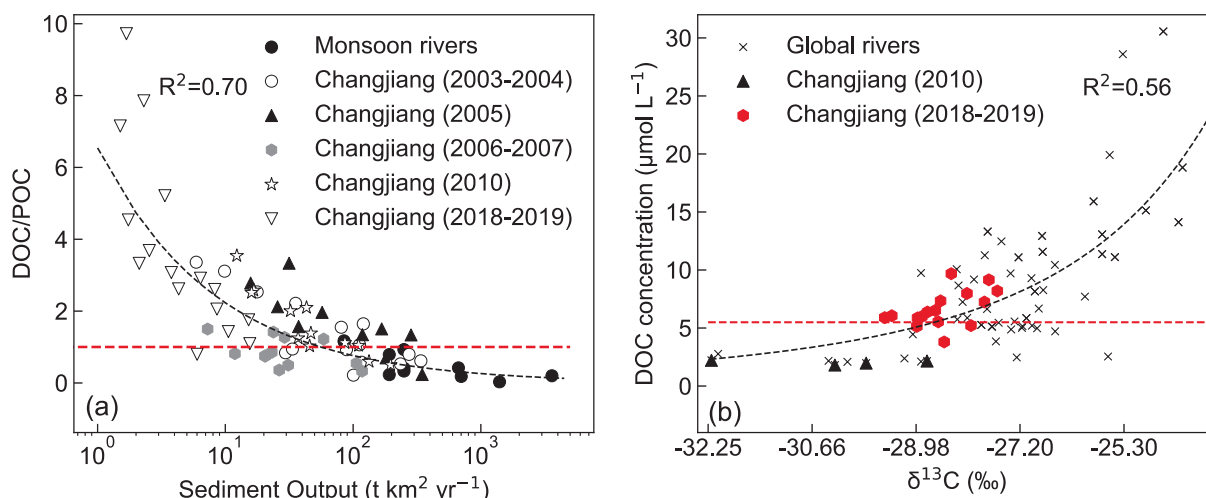 10
8
6
4
2
0
DOC/POC
R²=0.70
Monsoon rivers
Changjiang (2003-2004)
Changjiang (2005)
Changjiang (2006-2007)
Changjiang (2010)
Changjiang (2018-2019)
(a)
10⁰ 10¹ 10² 10³
Sediment Output (t km² yr⁻¹)
30
25
20
15
10
5
0
DOC concentration (μmol L⁻¹)
Global rivers
Changjiang (2010)
Changjiang (2018-2019)
R²=0.56
(b)
-32.25 -30.66 -28.98 -27.20 -25.30
δ¹³C (‰)